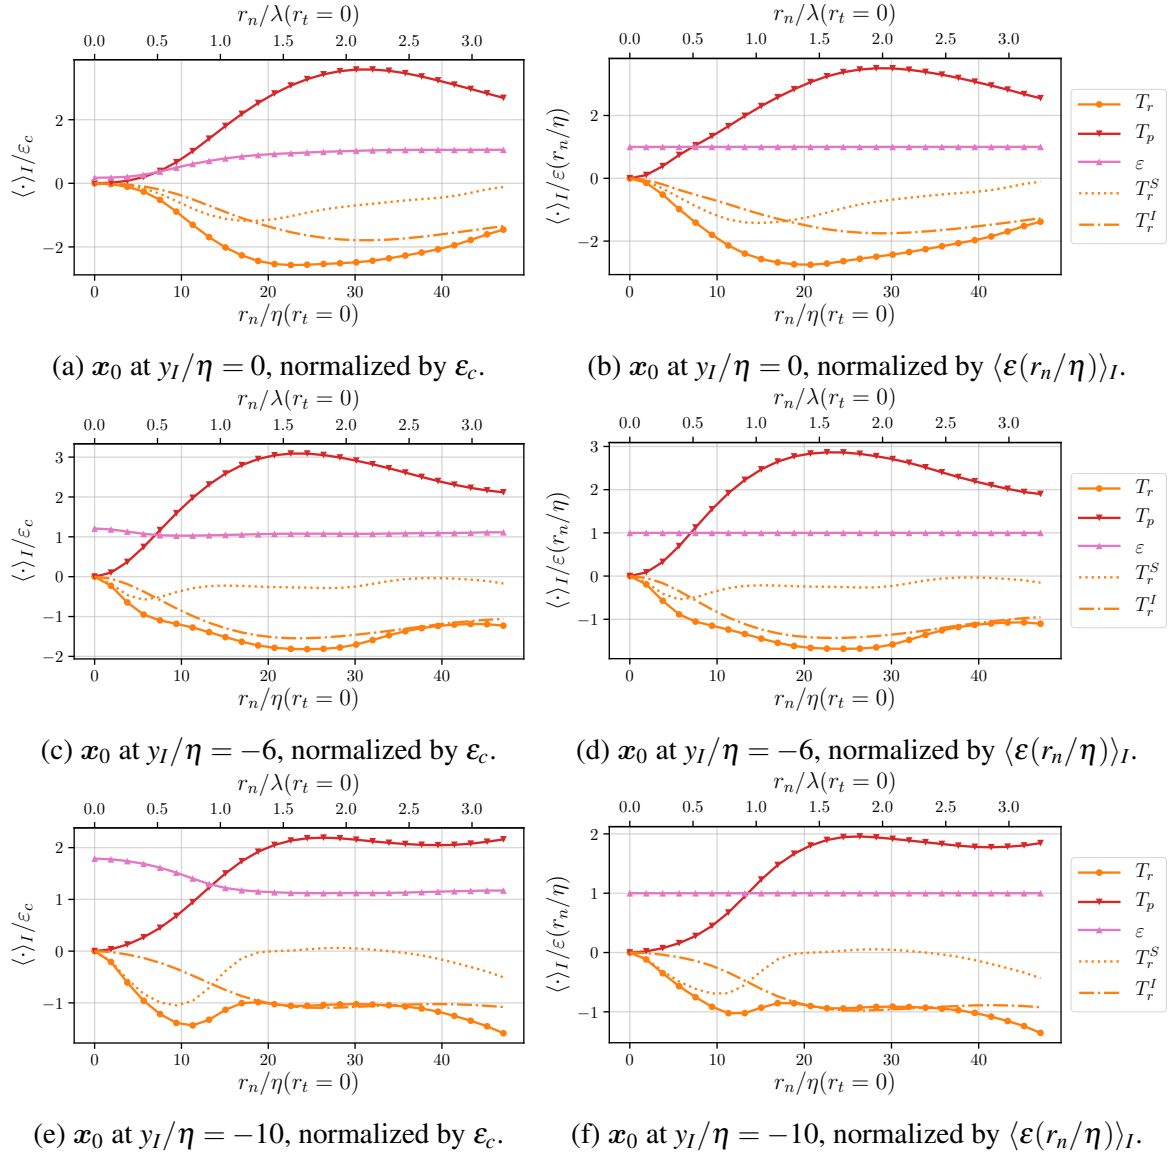 r_n/λ(r_t = 0)
0.0 0.5 1.0 1.5 2.0 2.5 3.0
⟨·⟩_I/ε_c
2
0
−2
0 10 20 30 40
r_n/η(r_t = 0)
(a) x_0 at y_I/η = 0, normalized by ε_c.
r_n/λ(r_t = 0)
0.0 0.5 1.0 1.5 2.0 2.5 3.0
⟨·⟩_I/ε(r_n/η)
2
0
−2
0 10 20 30 40
r_n/η(r_t = 0)
(b) x_0 at y_I/η = 0, normalized by ⟨ε(r_n/η)⟩_I.
T_r
T_p
ε
T_r^S
T_r^I
r_n/λ(r_t = 0)
0.0 0.5 1.0 1.5 2.0 2.5 3.0
⟨·⟩_I/ε_c
3
2
1
0
−1
−2
0 10 20 30 40
r_n/η(r_t = 0)
(c) x_0 at y_I/η = −6, normalized by ε_c.
r_n/λ(r_t = 0)
0.0 0.5 1.0 1.5 2.0 2.5 3.0
⟨·⟩_I/ε(r_n/η)
3
2
1
0
−1
0 10 20 30 40
r_n/η(r_t = 0)
(d) x_0 at y_I/η = −6, normalized by ⟨ε(r_n/η)⟩_I.
T_r
T_p
ε
T_r^S
T_r^I
r_n/λ(r_t = 0)
0.0 0.5 1.0 1.5 2.0 2.5 3.0
⟨·⟩_I/ε_c
2
1
0
−1
0 10 20 30 40
r_n/η(r_t = 0)
(e) x_0 at y_I/η = −10, normalized by ε_c.
r_n/λ(r_t = 0)
0.0 0.5 1.0 1.5 2.0 2.5 3.0
⟨·⟩_I/ε(r_n/η)
2
1
0
−1
0 10 20 30 40
r_n/η(r_t = 0)
(f) x_0 at y_I/η = −10, normalized by ⟨ε(r_n/η)⟩_I.
T_r
T_p
ε
T_r^S
T_r^I